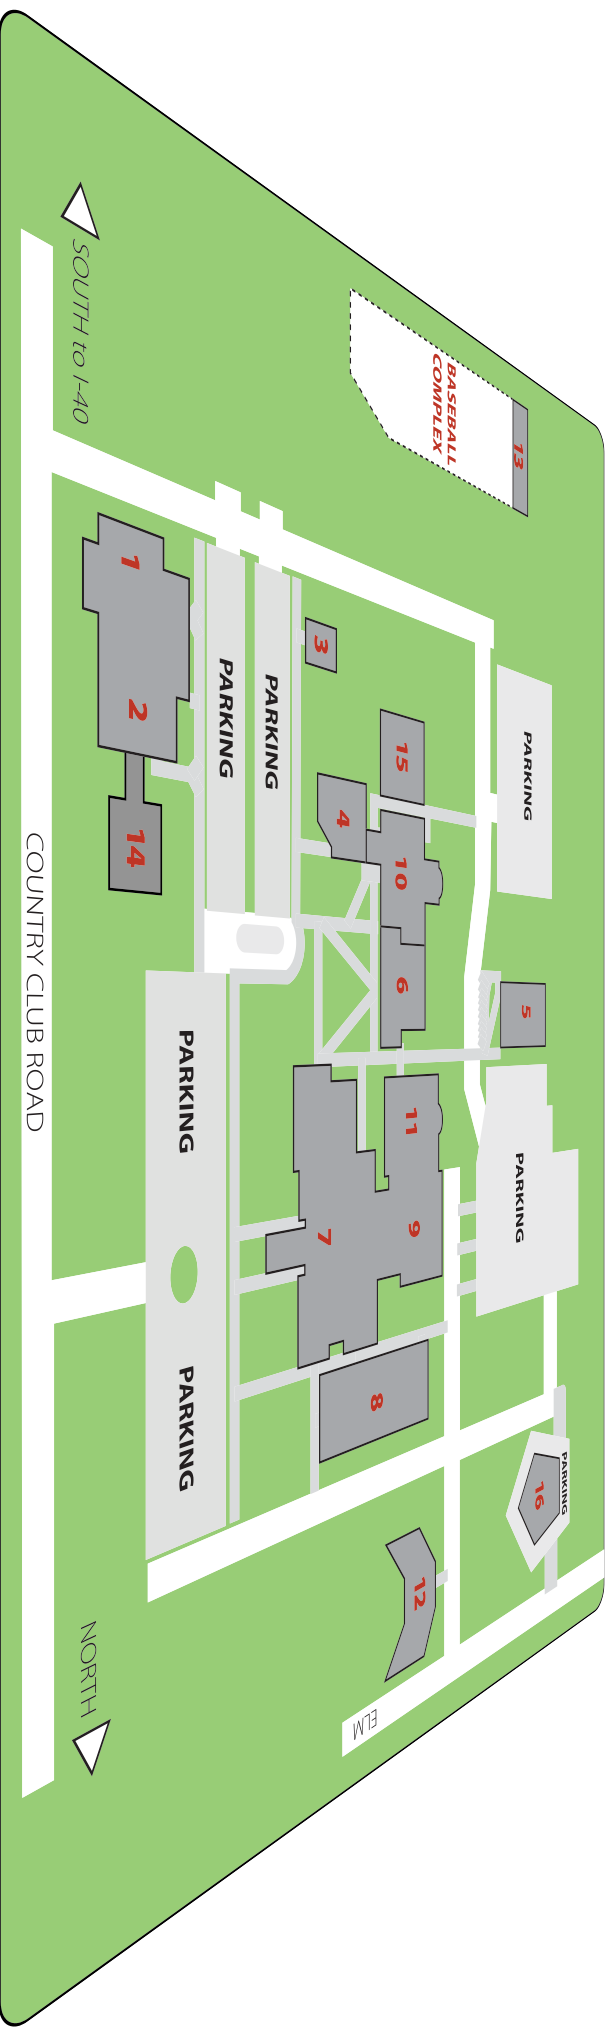 SOUTH to I-40
BASEBALL
COMPLEX
13
1
2
14
3
PARKING
PARKING
PARKING
15
4
10
6
5
COUNTRY CLUB ROAD
PARKING
PARKING
11
9
7
PARKING
8
PARKING
16
12
NORTH
ELM